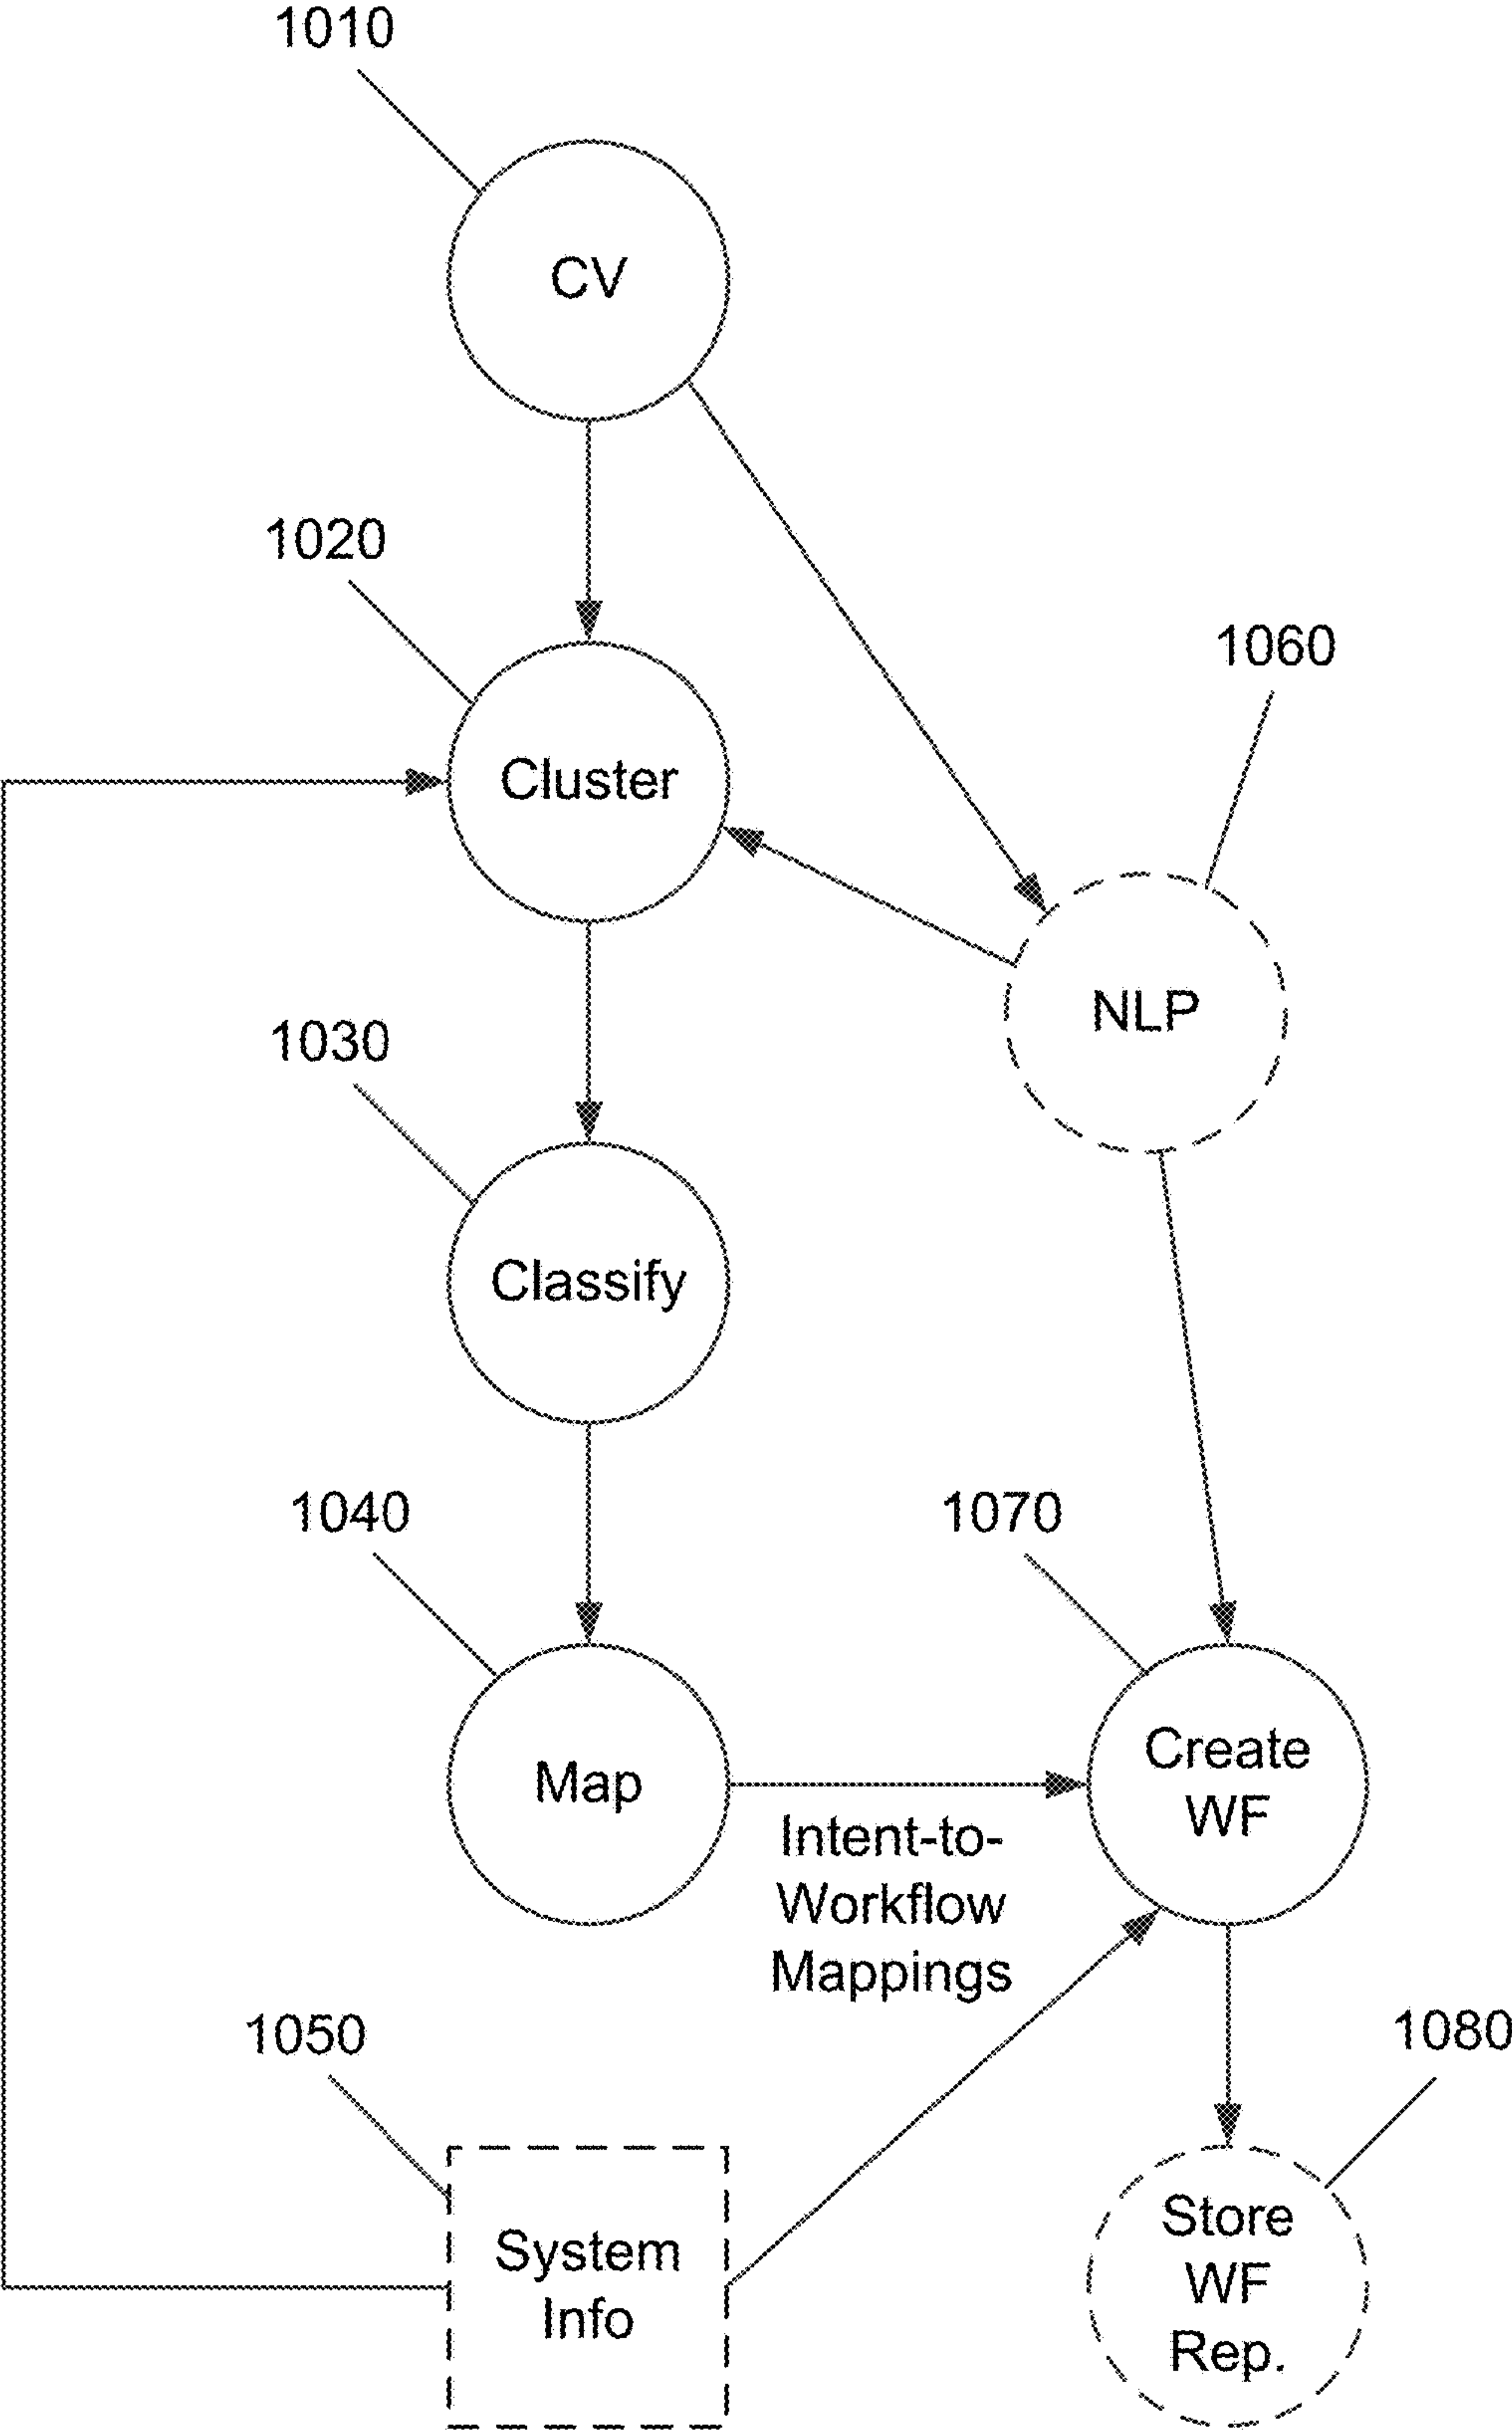 1010
CV
1020
1060
Cluster
NLP
1030
Classify
1040
1070
Map
Create
WF
Intent-to-
Workflow
Mappings
1050
1080
System
Info
Store
WF
Rep.